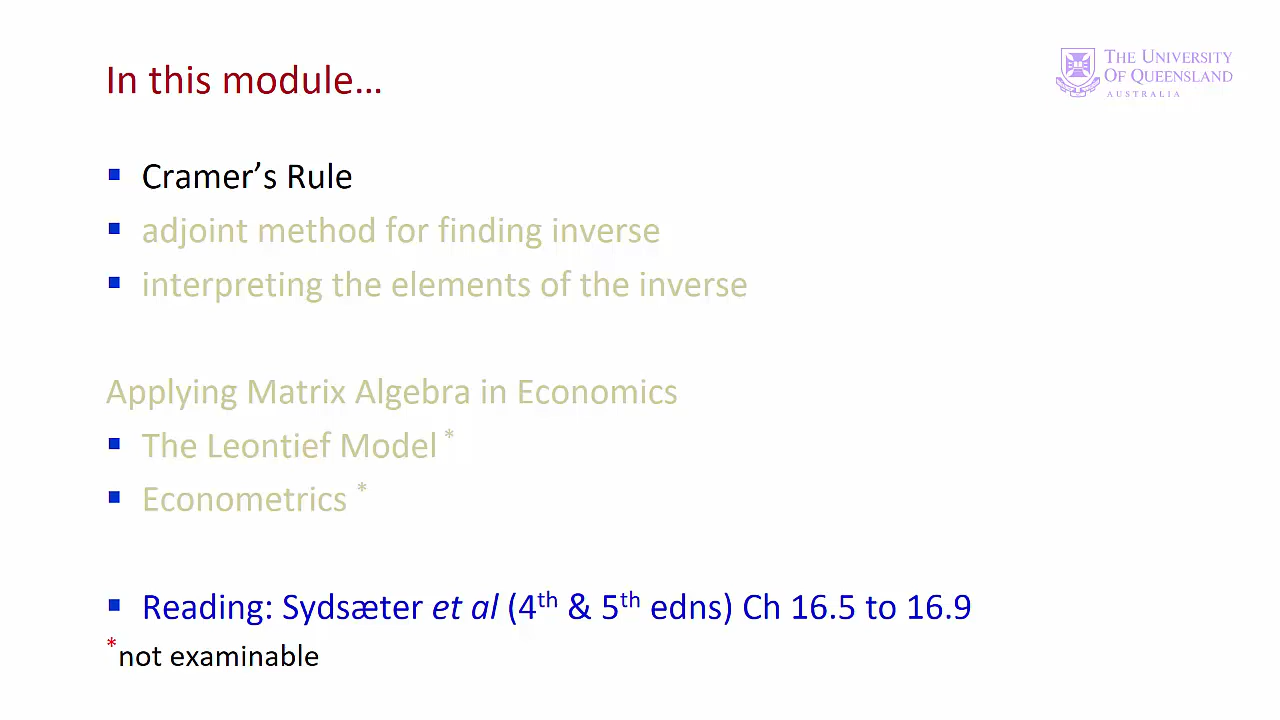 In this module...
THE UNIVERSITY
OF QUEENSLAND
AUSTRALIA
▪ Cramer’s Rule
▪ adjoint method for finding inverse
▪ interpreting the elements of the inverse
Applying Matrix Algebra in Economics
▪ The Leontief Model *
▪ Econometrics *
▪ Reading: Sydsæter et al (4th & 5th edns) Ch 16.5 to 16.9
*not examinable